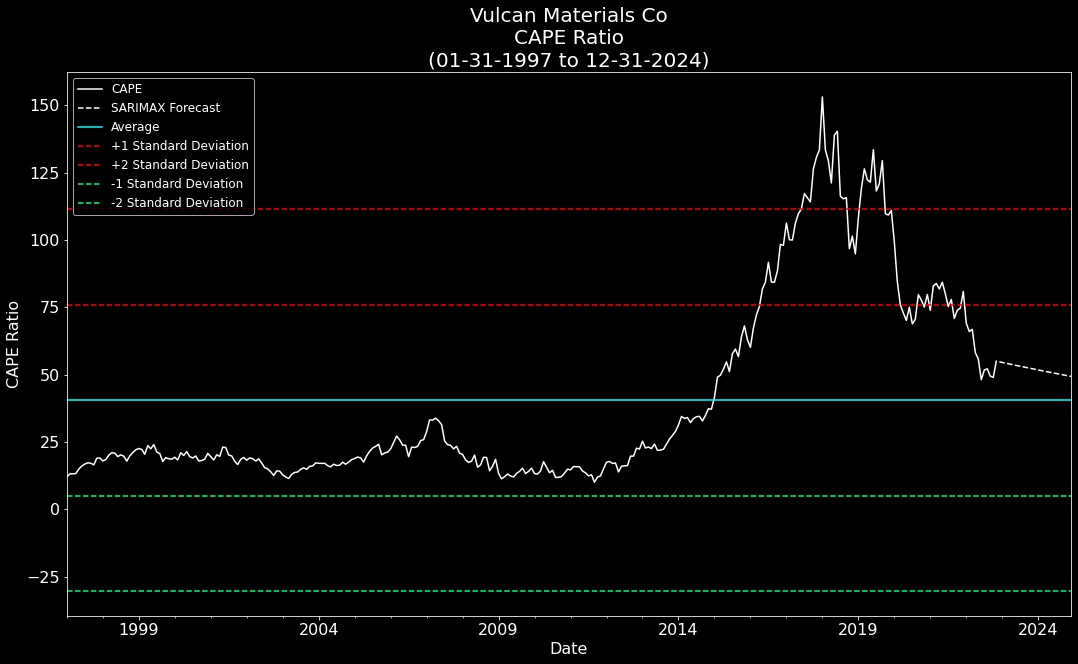 Vulcan Materials Co
CAPE Ratio
(01-31-1997 to 12-31-2024)
CAPE
SARIMAX Forecast
Average
+1 Standard Deviation
+2 Standard Deviation
-1 Standard Deviation
-2 Standard Deviation
150
125
100
75
50
25
0
−25
CAPE Ratio
1999
2004
2009
2014
2019
2024
Date